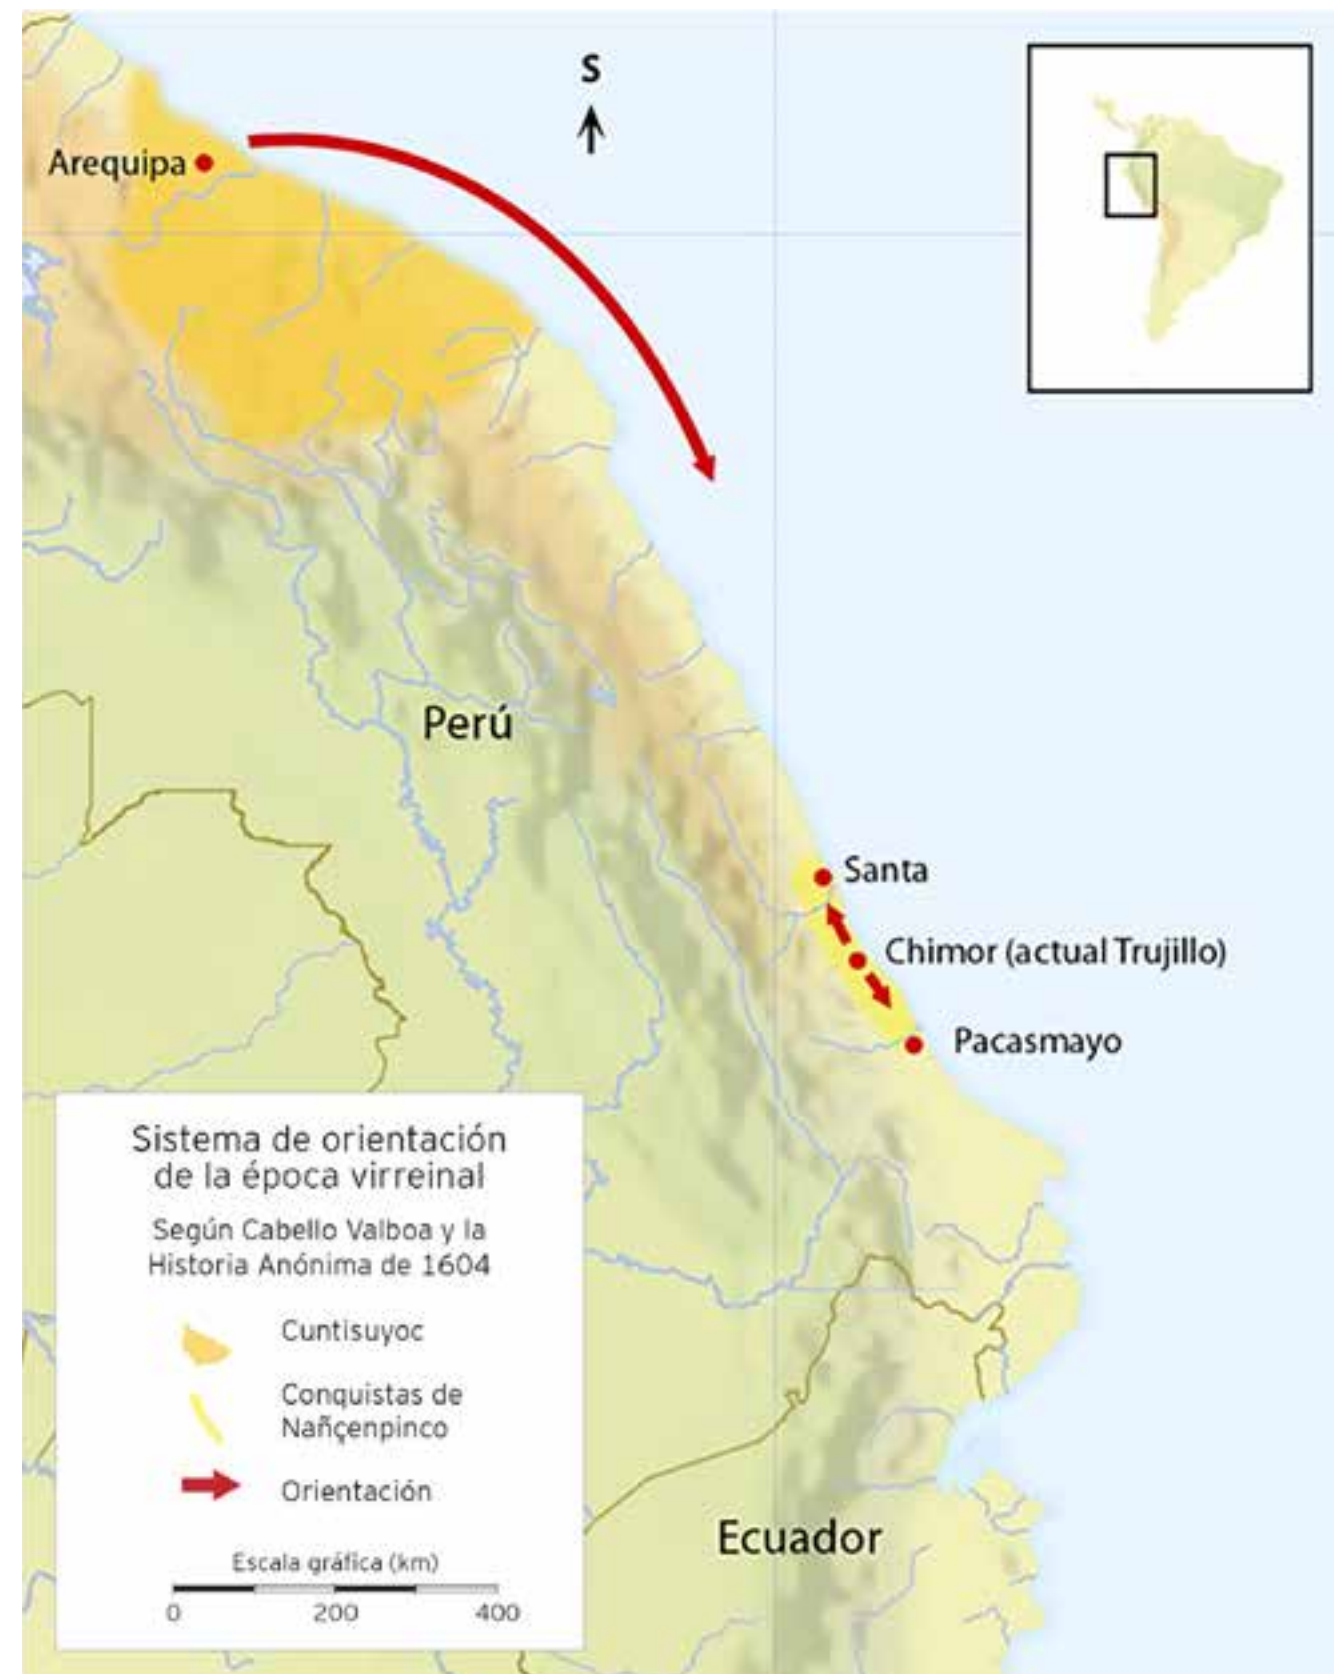 S
Arequipa
Perú
Santa
Chimor (actual Trujillo)
Pacasmayo
Ecuador
Sistema de orientación
de la época virreinal
Según Cabello Valboa y la
Historia Anónima de 1604
Cuntisuyoc
Conquistas de
Nañçenpinco
Orientación
Escala gráfica (km)
0 200 400